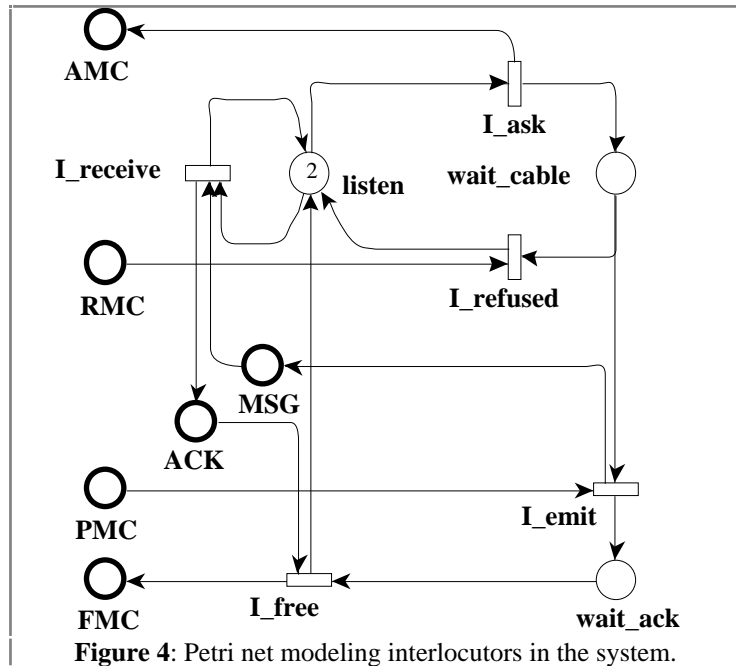 AMC
I_ask
I_receive
2
listen
wait_cable
RMC
I_refused
MSG
ACK
PMC
I_emit
FMC
I_free
wait_ack
Figure 4: Petri net modeling interlocutors in the system.